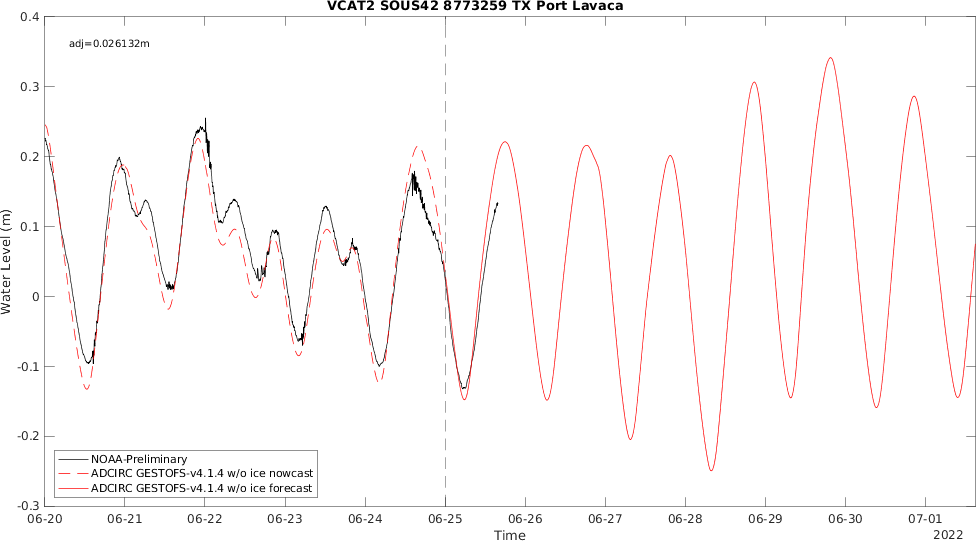 VCAT2 SOUS42 8773259 TX Port Lavaca
adj=0.026132m
Water Level (m)
0.4
0.3
0.2
0.1
0
-0.1
-0.2
-0.3
NOAA-Preliminary
ADCIRC GESTOFS-v4.1.4 w/o ice nowcast
ADCIRC GESTOFS-v4.1.4 w/o ice forecast
06-20 06-21 06-22 06-23 06-24 06-25 06-26 06-27 06-28 06-29 06-30 07-01
Time
2022